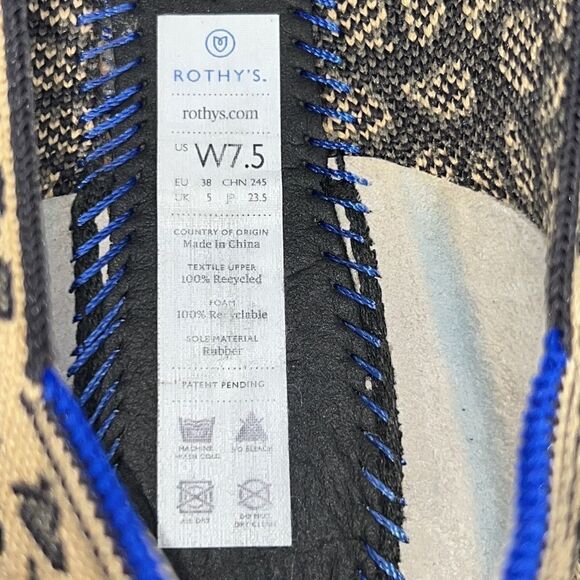 ROTHY'S.
rothys.com
US W7.5
EU 38 CHN 245
UK 5 JP 23.5
COUNTRY OF ORIGIN
Made in China
TEXTILE UPPER
100% Recycled
FOAM
100% Recyclable
SOLE MATERIAL
Rubber
PATENT PENDING
MACHINE WASH COLD
NO BLEACH
AIR DRY
DO NOT DRY CLEAN